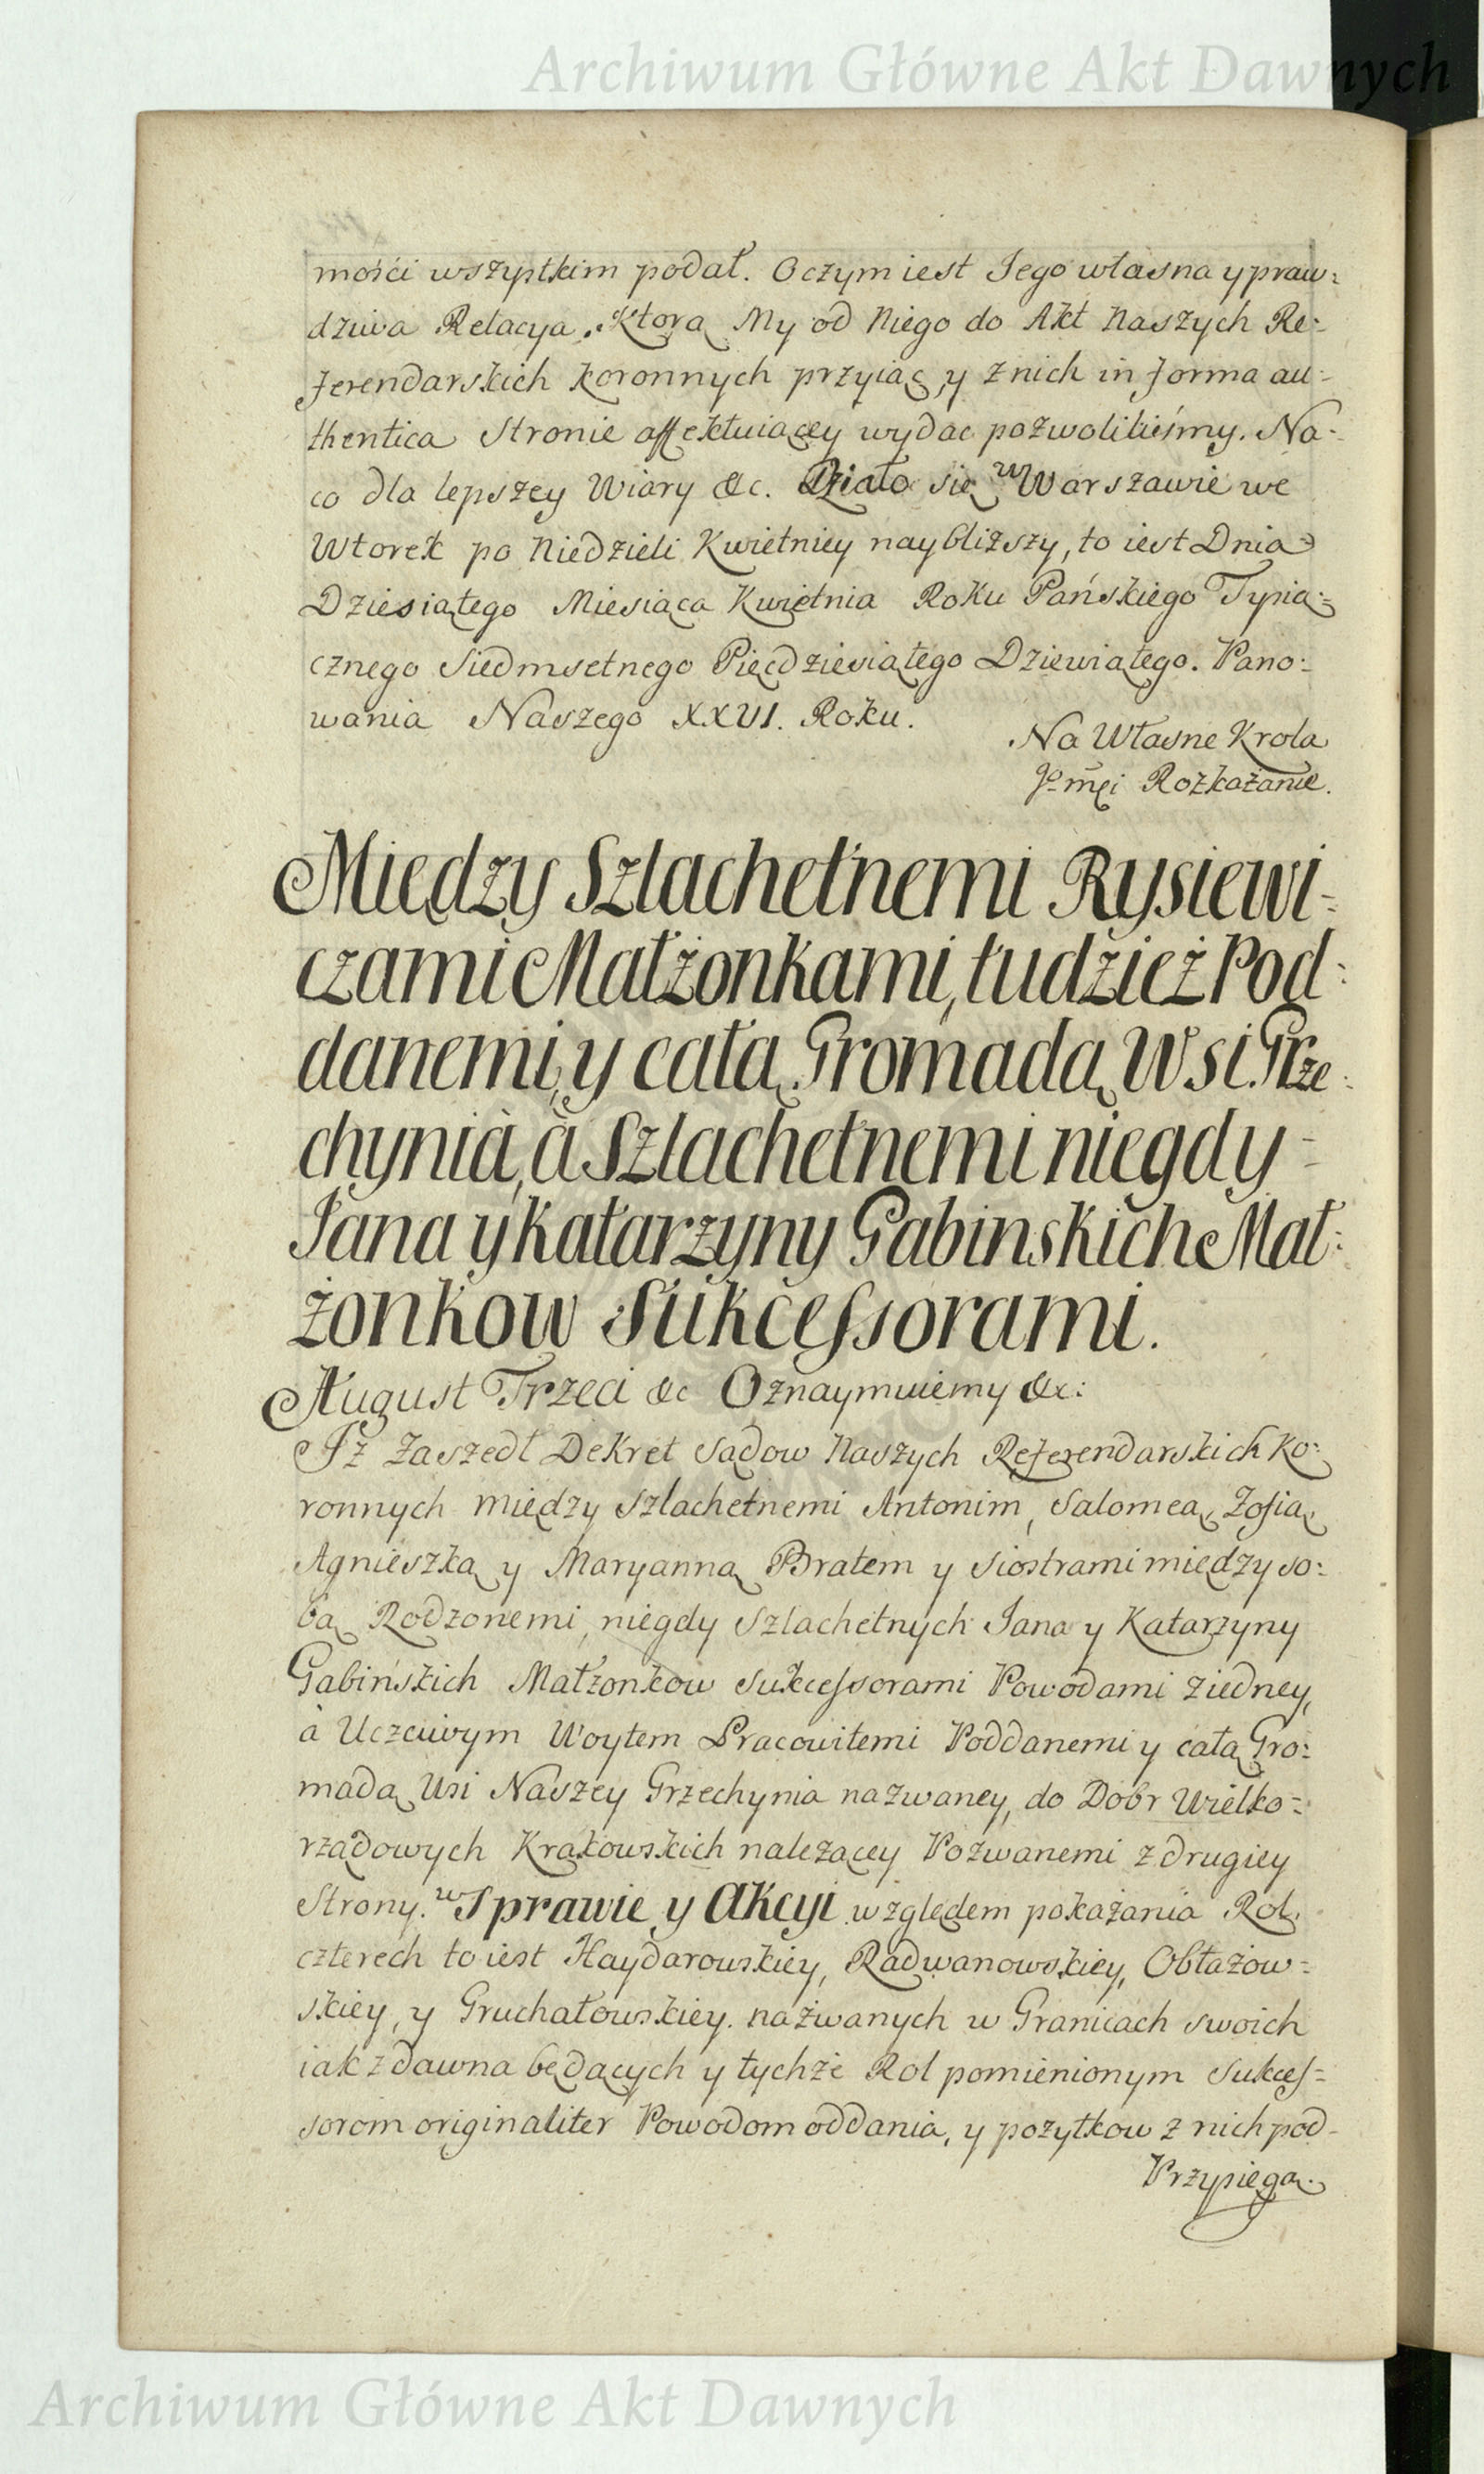 Archiwum Główne Akt Dawnych
mości wszystkim podał. O czym iest Jego własna y praw:
dziwa Relacya. Ktorą My od Niego do Akt Naszych Re:
ferendarskich Koronnych przyiąć, y z nich in forma au:
thentica Stronie affektuiącey wydac pozwoliliśmy. Na
co dla lepszey Wiary &c. Działo się w Warszawie we
Wtorek po Niedzieli Kwietniey naybliższy, to iest Dnia
Dziesiątego Miesiąca Kwietnia Roku Pańskiego Tysią:
cznego Siedmsetnego Pięcdziesiątego Dziewiątego. Pano:
wania Naszego XXVI. Roku.
Na Własne Krola
Jº mći Rozkazanie.
Między Szlachetnemi Rysiewi-
czami Małżonkami, tudzież Pod:
danemi, y całą Gromadą Wsi Grze:
chynia, à Szlachetnemi niegdy
Jana y Katarzyny Gabinskich Mał:
żonkow Sukcessorami.
August Trzeci &c Oznaymuiemy &c:
Iż zaszedł Dekret Sądow Naszych Referendarskich Ko:
ronnych między Szlachetnemi Antonim, Salomeą, Zofią,
Agnieszką y Maryanną Bratem y Siostrami między so:
bą Rodzonemi, niegdy Szlachetnych Jana y Katarzyny
Gabińskich Małżonkow Sukcessorami Powodami z iedney,
à Uczciwym Woytem Pracowitemi Poddanemi y całą Gro:
madą Wsi Naszey Grzechynia nazwaney, do Dobr Wielko:
rządowych Krakowskich należącey Pozwanemi z drugiey
Strony. w Sprawie y Akcyi względem pokazania Rol
czterech to iest Haydarowskiey, Radwanowskiey, Obłazow:
skiey, y Gruchałowskiey nazwanych w Granicach swoich
iak z dawna będących y tychże Rol pomienionym Sukces:
sorom originaliter Powodom oddania, y pożytkow z nich pod
Przysięgą
Archiwum Główne Akt Dawnych